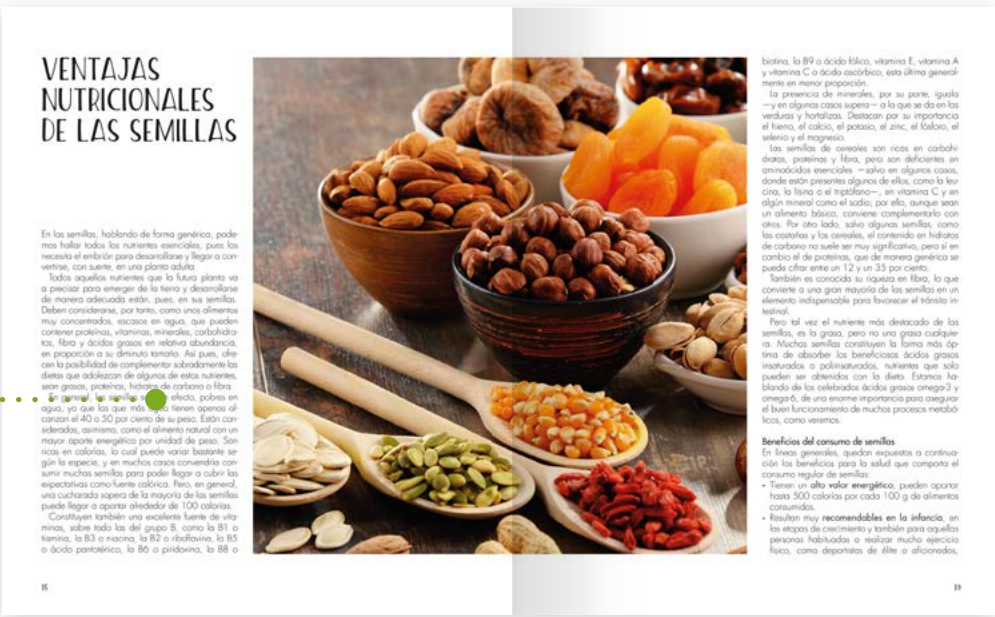 VENTAJAS
NUTRICIONALES
DE LAS SEMILLAS
En las semillas, hablando de forma genérica, pode-
mos hallar todos los nutrientes esenciales, pues los
necesita el embrión para desarrollarse y llegar a con-
vertirse, con suerte, en una planta adulta.
Todos aquellos nutrientes que la futura planta va
a precisar para emerger de la tierra y desarrollarse
de manera adecuada están, pues, en sus semillas.
Deben considerarse, por tanto, como unos alimentos
muy concentrados, escasos en agua, que pueden
contener proteínas, vitaminas, minerales, carbohidra-
tos, fibra y ácidos grasos en relativa abundancia,
en proporción a su diminuto tamaño. Así pues, ofre-
cen la posibilidad de complementar sobradamente las
dietas que adolezcan de algunos de estos nutrientes,
sean grasas, proteínas, hidratos de carbono o fibra.
En general, las semillas efecto, pobres en
agua, ya que las que más agua tienen apenas al-
canzan el 40 o 50 por ciento de su peso. Están con-
sideradas, asimismo, como el alimento natural con un
mayor aporte energético por unidad de peso. Son
ricas en calorías, lo cual puede variar bastante se-
gún la especie, y en muchos casos convendría con-
sumir muchas semillas para poder llegar a cubrir las
expectativas como fuente calórica. Pero, en general,
una cucharada sopera de la mayoría de las semillas
puede llegar a aportar alrededor de 100 calorías.
Constituyen también una excelente fuente de vita-
minas, sobre todo las del grupo B, como la B1 o
tiamina, la B3 o niacina, la B2 o riboflavina, la B5
o ácido pantoténico, la B6 o piridoxina, la B8 o
18
biotina, la B9 o ácido fólico, vitamina E, vitamina A
y vitamina C o ácido ascórbico, esta última general-
mente en menor proporción.
La presencia de minerales, por su parte, iguala
—y en algunos casos supera— a la que se da en las
verduras y hortalizas. Destacan por su importancia
el hierro, el calcio, el potasio, el zinc, el fósforo, el
selenio y el magnesio.
Las semillas de cereales son ricas en carbohi-
dratos, proteínas y fibra, pero son deficientes en
aminoácidos esenciales —salvo en algunos casos,
donde están presentes algunos de ellos, como la leu-
cina, la lisina o el triptófano—, en vitamina C y en
algún mineral como el sodio; por ello, aunque sean
un alimento básico, conviene complementarlo con
otros. Por otro lado, salvo algunas semillas, como
las castañas y los cereales, el contenido en hidratos
de carbono no suele ser muy significativo, pero sí en
cambio el de proteínas, que de manera genérica se
puede cifrar entre un 12 y un 35 por ciento.
También es conocida su riqueza en fibra, lo que
convierte a una gran mayoría de las semillas en un
elemento indispensable para favorecer el tránsito in-
testinal.
Pero tal vez el nutriente más destacado de las
semillas, es la grasa, pero no una grasa cualquie-
ra. Muchas semillas constituyen la forma más óp-
tima de absorber los beneficiosos ácidos grasos
insaturados o poliinsaturados, nutrientes que solo
pueden ser obtenidos con la dieta. Estamos ha-
blando de los celebrados ácidos grasos omega-3 y
omega-6, de una enorme importancia para asegurar
el buen funcionamiento de muchos procesos metabó-
licos, como veremos.
Beneficios del consumo de semillas
En líneas generales, quedan expuestos a continua-
ción los beneficios para la salud que comporta el
consumo regular de semillas:
• Tienen un alto valor energético, pueden aportar
hasta 500 calorías por cada 100 g de alimentos
consumidos.
• Resultan muy recomendables en la infancia, en
las etapas de crecimiento y también para aquellas
personas habituadas a realizar mucho ejercicio
físico, como deportistas de élite o aficionados,
19